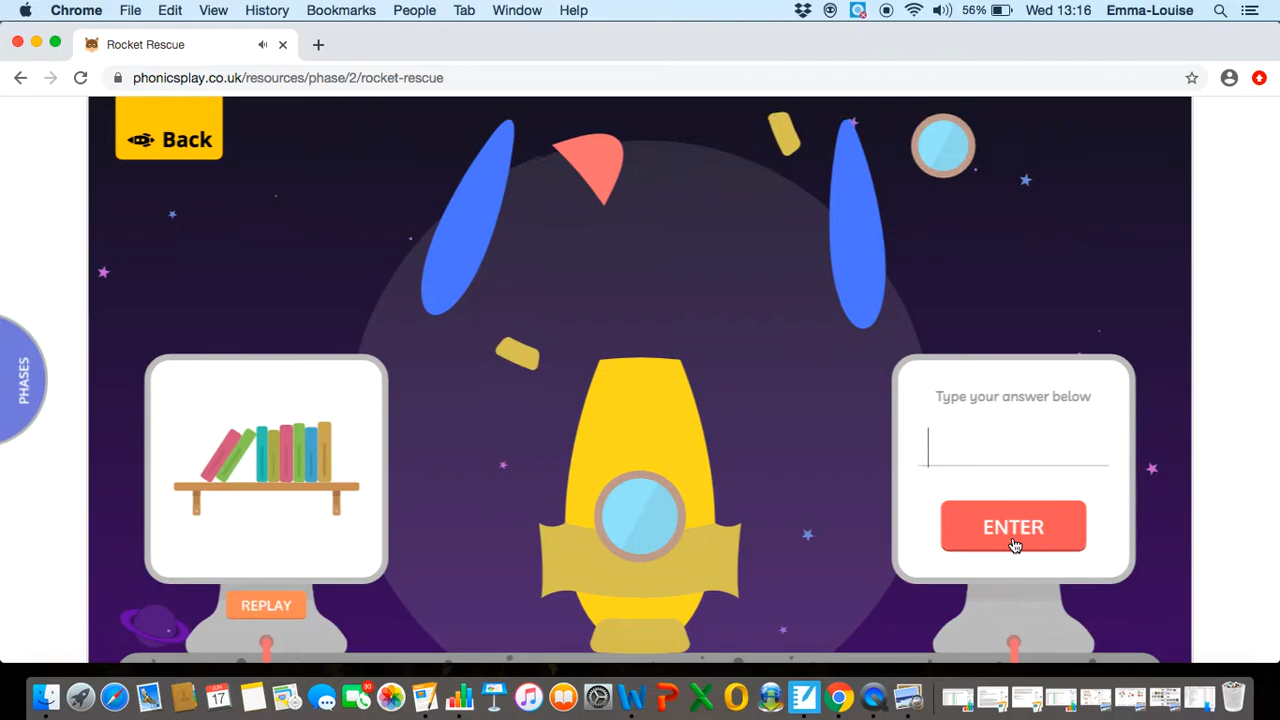 Chrome File Edit View History Bookmarks People Tab Window Help 56% Wed 13:16 Emma-Louise
Rocket Rescue
phonicsplay.co.uk/resources/phase/2/rocket-rescue
Back
PHASES
Type your answer below
ENTER
REPLAY